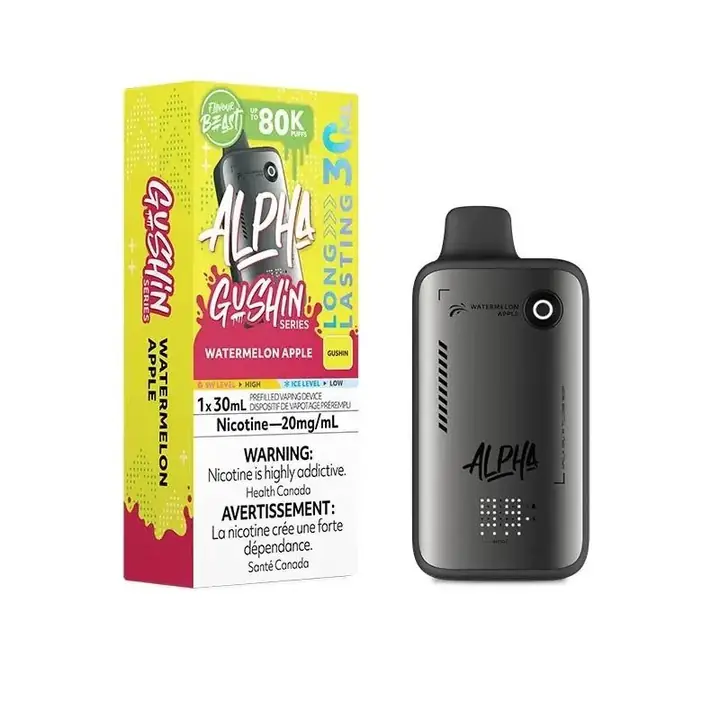 FLAVOUR
BEAST
UP TO 80K
PUFFS
ALPHA
GUSHIN
SERIES
WATERMELON APPLE
GUSHIN
LONG
LASTING
30 ML
LEVEL HIGH
ICE LEVEL LOW
1 x 30mL
PREFILLED VAPING DEVICE
DISPOSITIF DE VAPOTAGE PRÉREMPLI
Nicotine—20mg/mL
WARNING:
Nicotine is highly addictive.
Health Canada
AVERTISSEMENT:
La nicotine crée une forte
dépendance.
Santé Canada
GUSHIN
SERIES
WATERMELON
APPLE
WATERMELON
APPLE
ALPHA